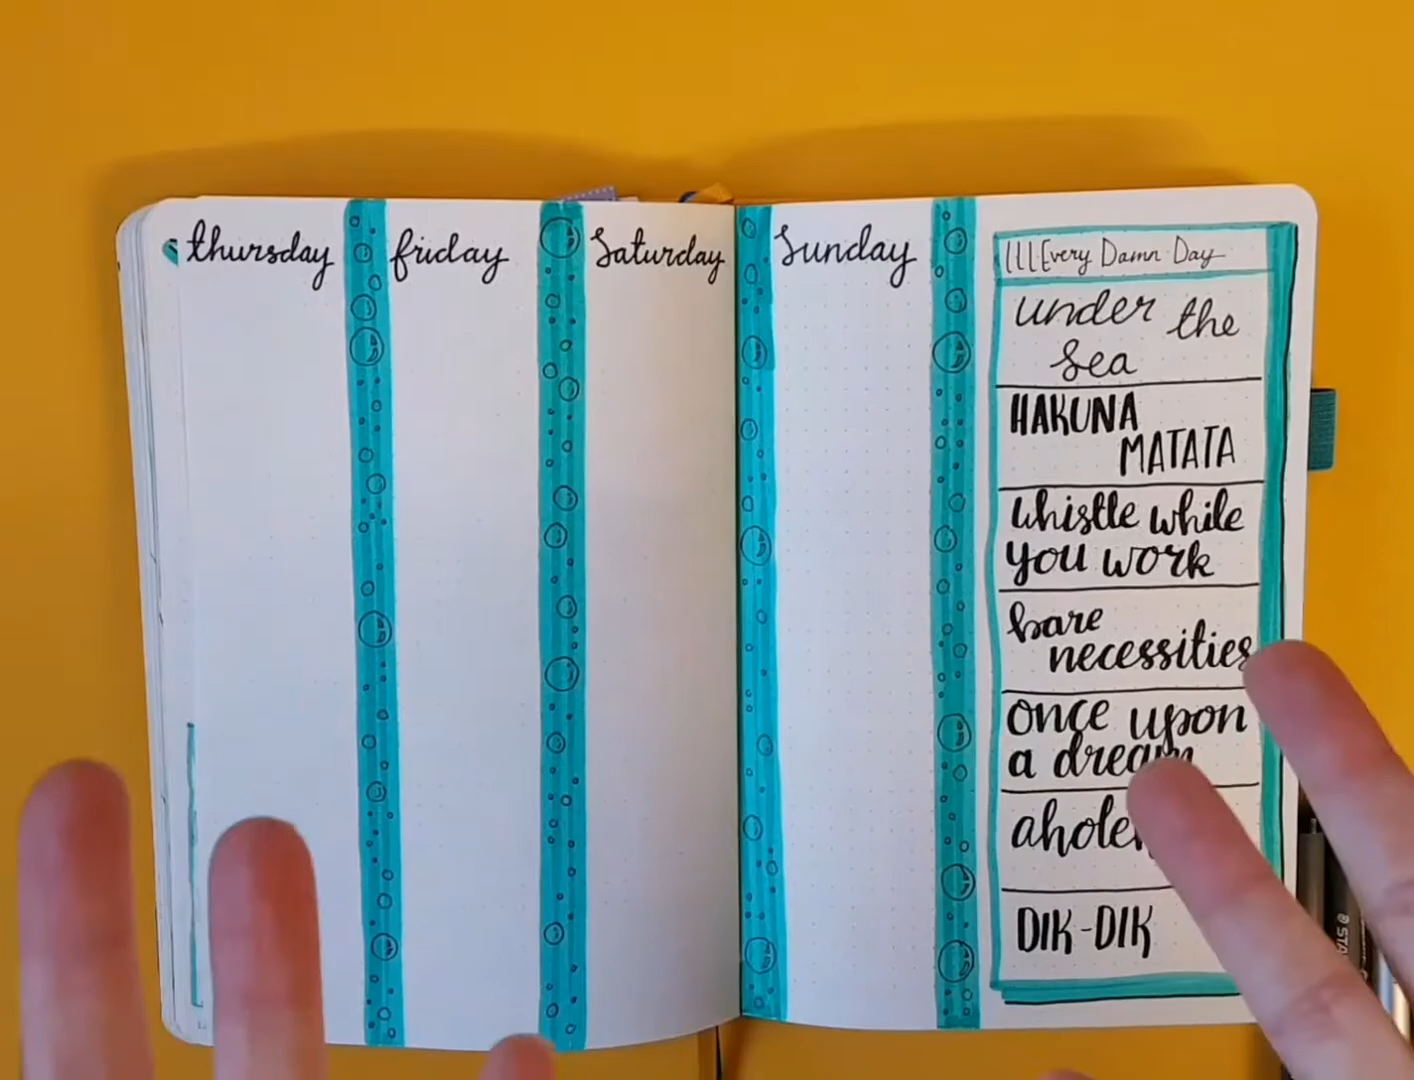 thursday
friday
Saturday
Sunday
Every Damn Day
under the
sea
HAKUNA
MATATA
whistle while
you work
bare
necessities
once upon
a dream
DIK-DIK